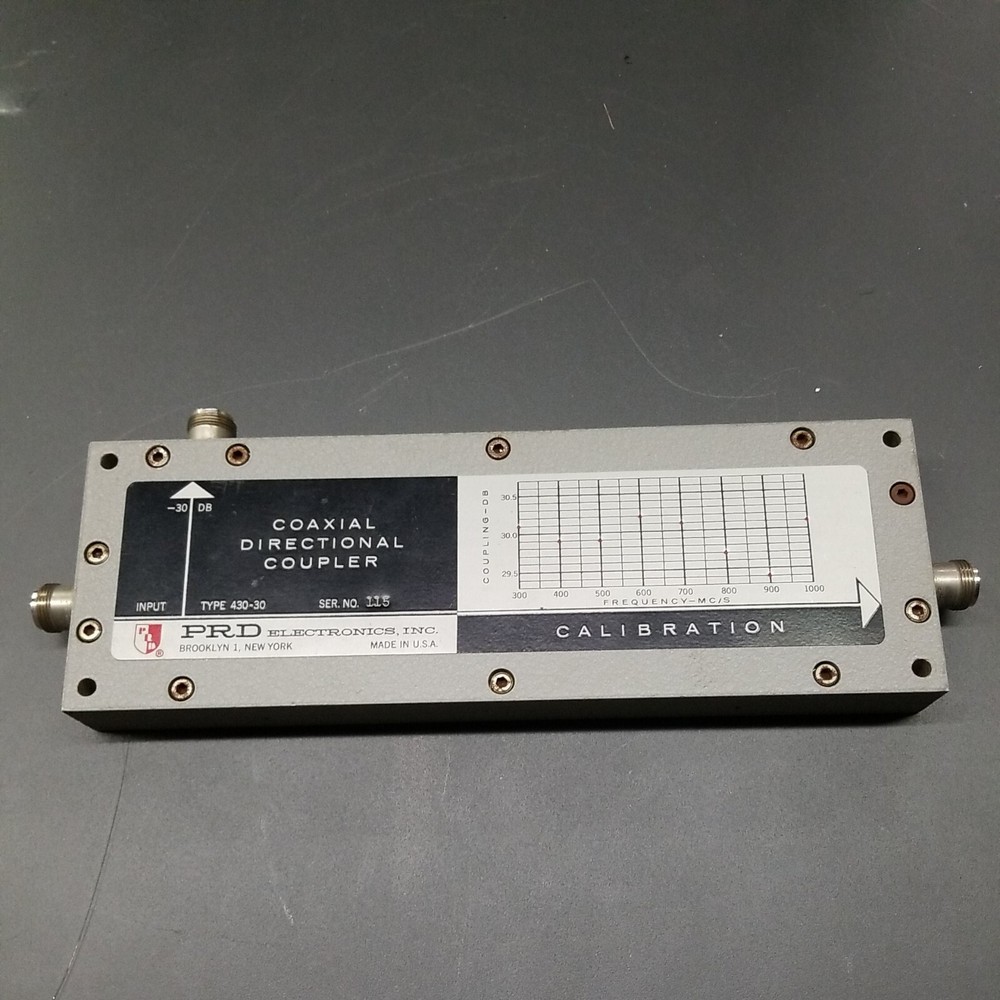 -30 DB
COAXIAL
DIRECTIONAL
COUPLER
INPUT TYPE 430-30 SER. NO. 115
PRD
®
PRD ELECTRONICS, INC.
BROOKLYN 1, NEW YORK MADE IN U.S.A.
COUPLING-DB
30.5
30.0
29.5
300 400 500 600 700 800 900 1000
FREQUENCY-MC/S
CALIBRATION